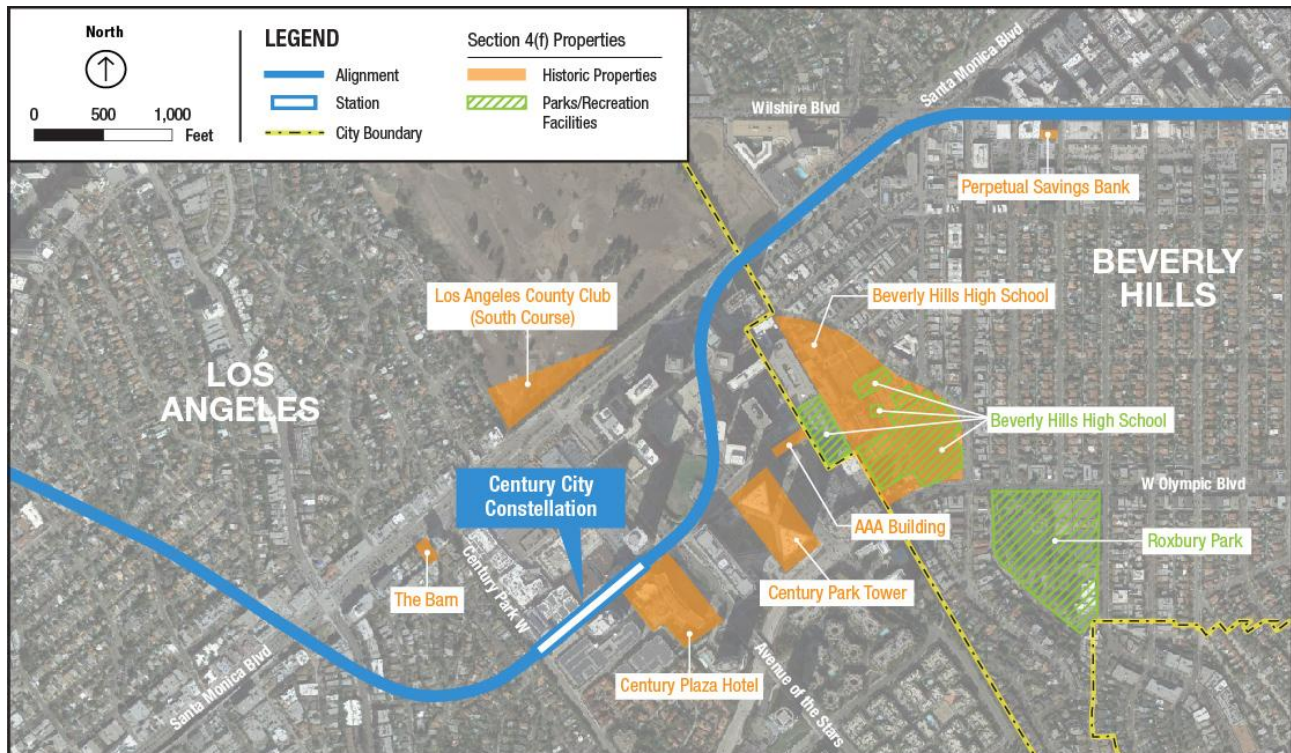 North
0
500
1,000
Feet
LEGEND
Alignment
Station
City Boundary
Section 4(f) Properties
Historic Properties
Parks/Recreation
Facilities
Santa Monica Blvd
Wilshire Blvd
Perpetual Savings Bank
BEVERLY
HILLS
Beverly Hills High School
Los Angeles County Club
(South Course)
LOS
ANGELES
Beverly Hills High School
Century City
Constellation
W Olympic Blvd
AAA Building
Roxbury Park
The Barn
Century Park W
Century Park Tower
Century Plaza Hotel
Avenue of the Stars
Santa Monica Blvd